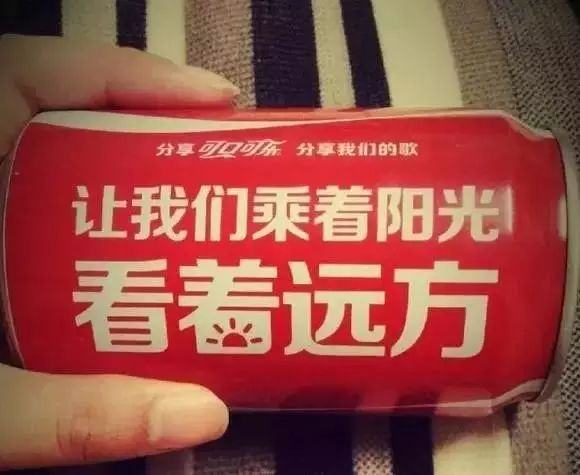 分享 可口可乐 分享我们的歌
让我们乘着阳光
看着远方